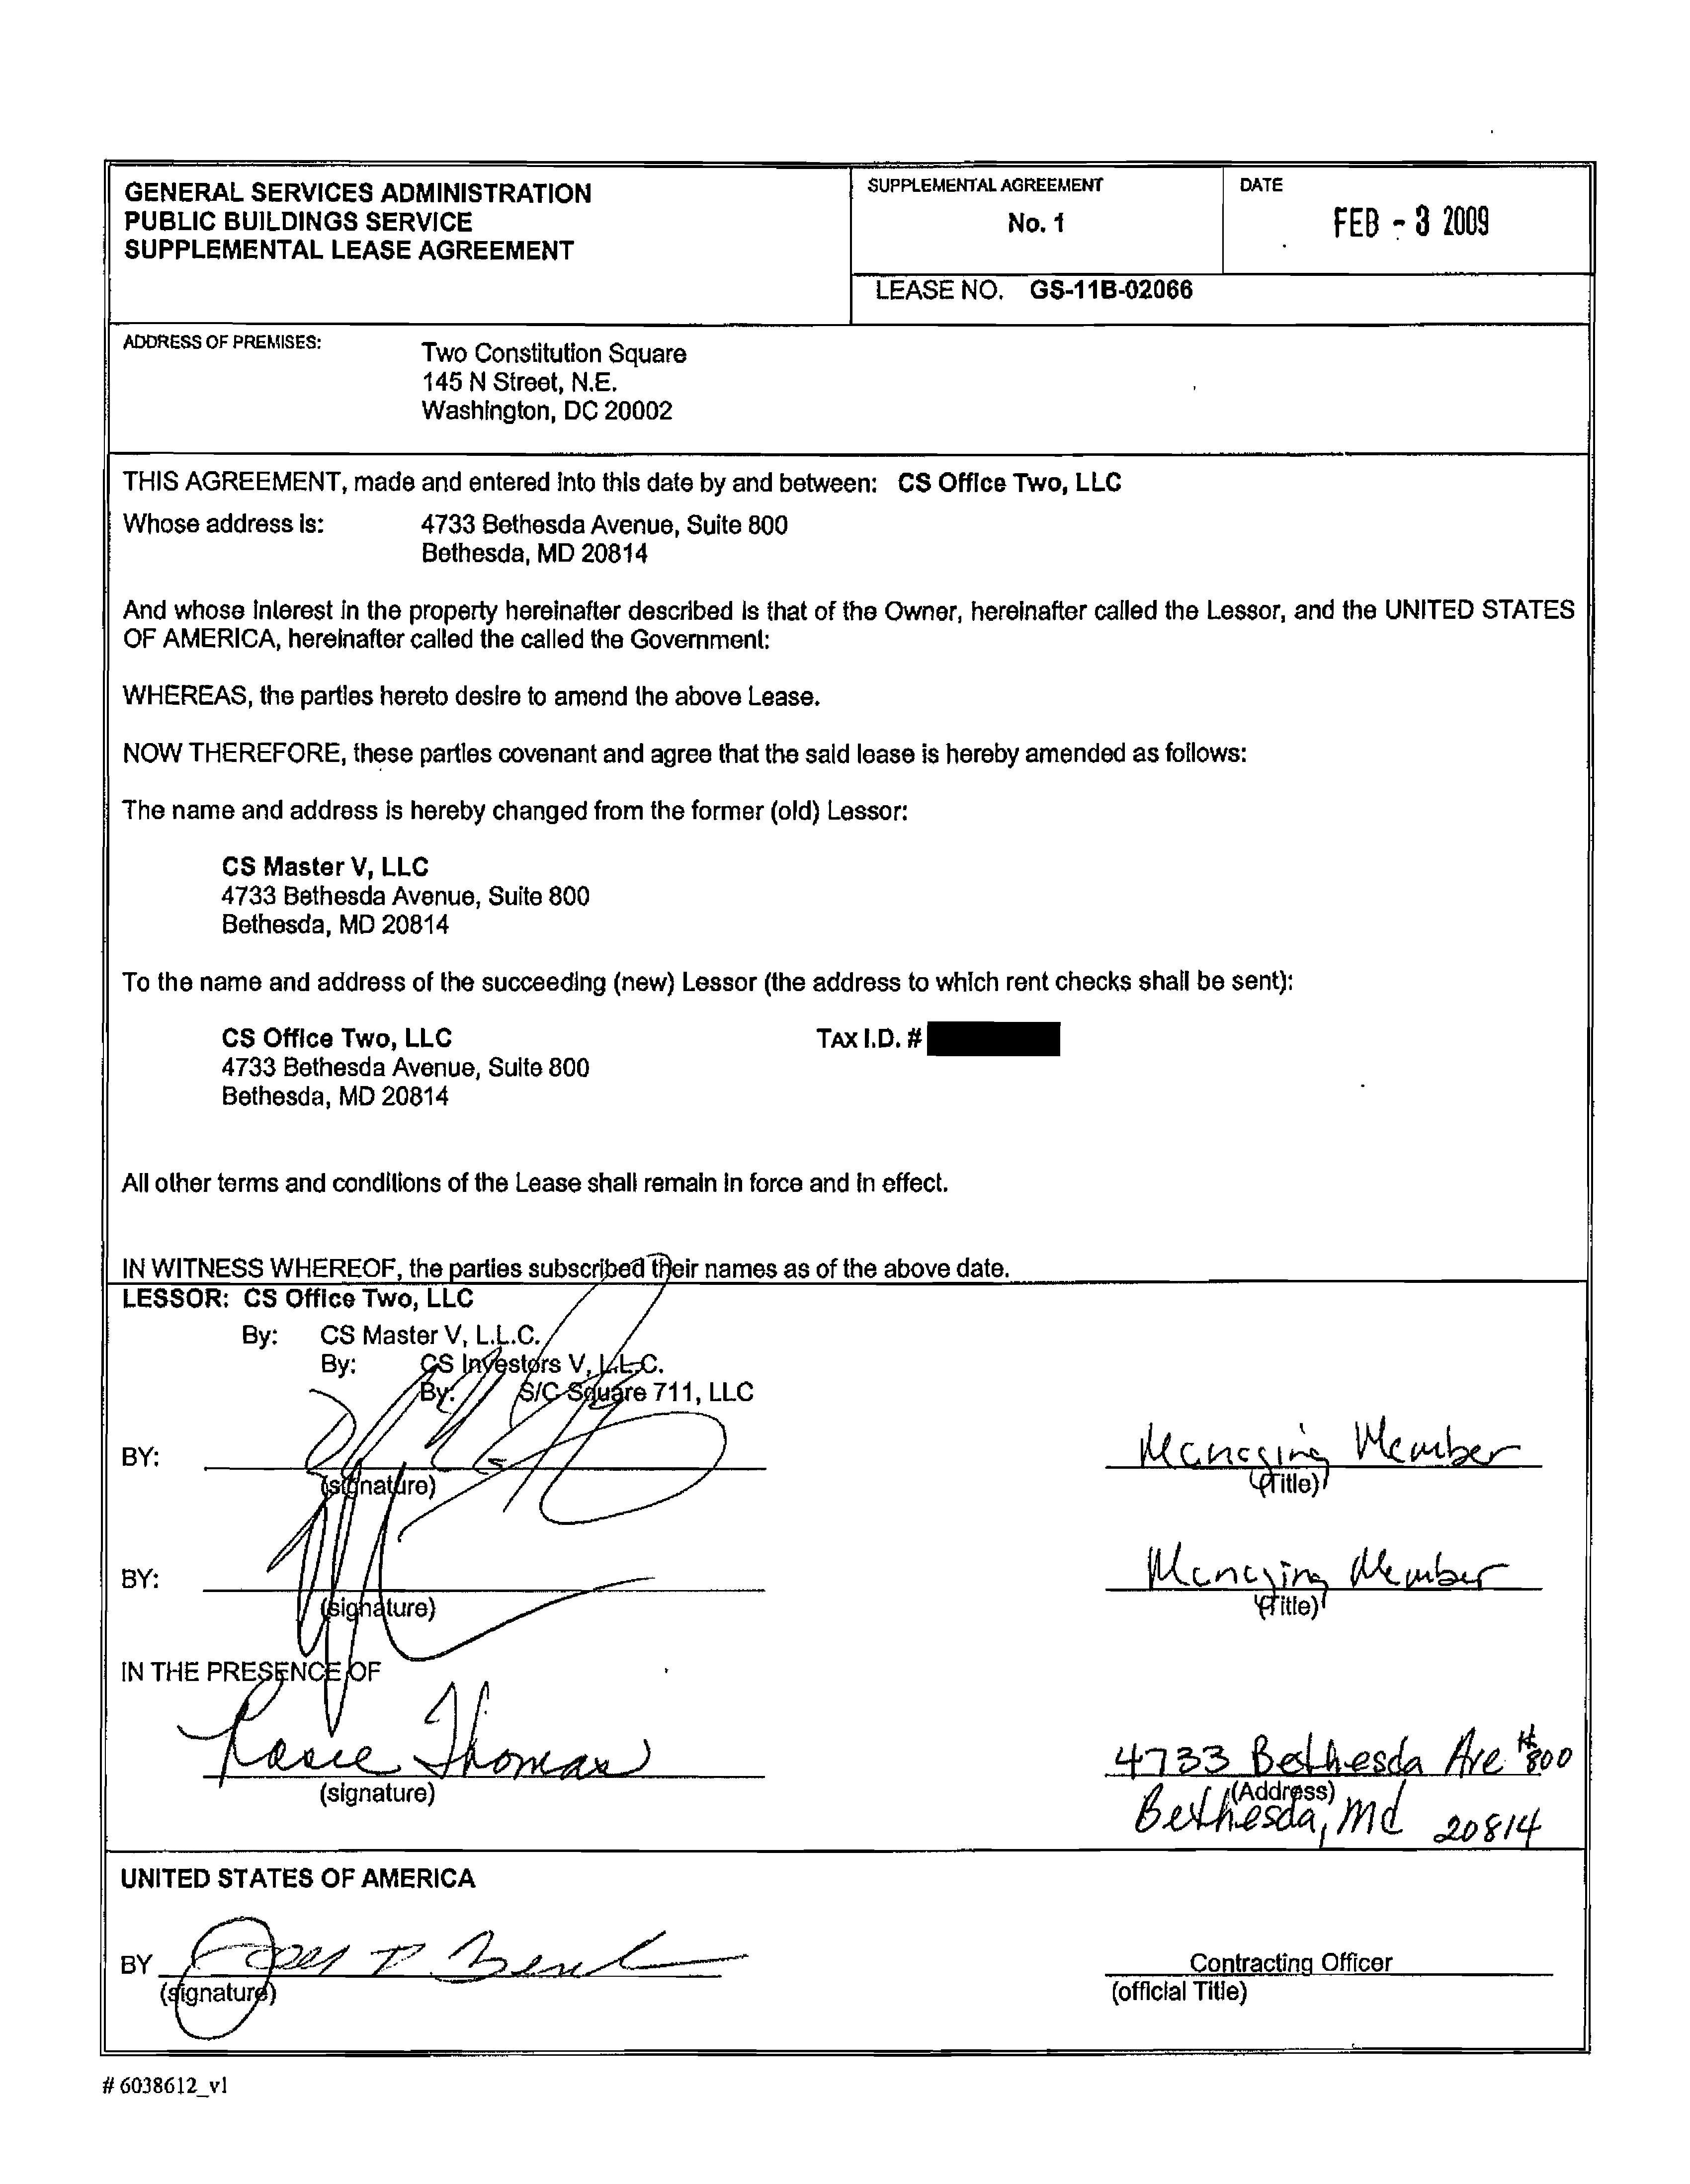 GENERAL SERVICES ADMINISTRATION
PUBLIC BUILDINGS SERVICE
SUPPLEMENTAL LEASE AGREEMENT
SUPPLEMENTAL AGREEMENT
No. 1
DATE
FEB - 3 2009
LEASE NO. GS-11B-02066
ADDRESS OF PREMISES:
Two Constitution Square
145 N Street, N.E.
Washington, DC 20002
THIS AGREEMENT, made and entered into this date by and between: CS Office Two, LLC
Whose address is: 4733 Bethesda Avenue, Suite 800
Bethesda, MD 20814
And whose interest in the property hereinafter described is that of the Owner, hereinafter called the Lessor, and the UNITED STATES
OF AMERICA, hereinafter called the called the Government:
WHEREAS, the parties hereto desire to amend the above Lease.
NOW THEREFORE, these parties covenant and agree that the said lease is hereby amended as follows:
The name and address is hereby changed from the former (old) Lessor:
CS Master V, LLC
4733 Bethesda Avenue, Suite 800
Bethesda, MD 20814
To the name and address of the succeeding (new) Lessor (the address to which rent checks shall be sent):
CS Office Two, LLC TAX I.D. #
4733 Bethesda Avenue, Suite 800
Bethesda, MD 20814
All other terms and conditions of the Lease shall remain in force and in effect.
IN WITNESS WHEREOF, the parties subscribed their names as of the above date.
LESSOR: CS Office Two, LLC
By: CS Master V, L.L.C.
By: CS Investors V, L.L.C.
By: S/C Square 711, LLC
BY: Managing Member
(signature) (Title)
BY: Managing Member
(signature) (Title)
IN THE PRESENCE OF
Thomas 4733 Bethesda Ave #800
(signature) (Address)
Bethesda, Md 20814
UNITED STATES OF AMERICA
BY Contracting Officer
(signature) (official Title)
# 6038612_v1